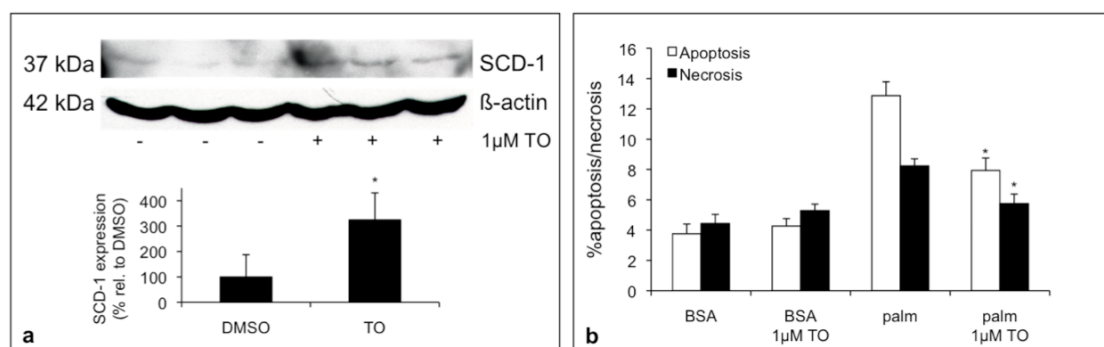 37 kDa SCD-1
42 kDa ß-actin
- - - + + + 1µM TO
SCD-1 expression
(% rel. to DMSO)
400
300
200
100
0
*
DMSO TO
a
%apoptosis/necrosis
16
14
12
10
8
6
4
2
0
Apoptosis
Necrosis
*
*
BSA BSA palm palm
1µM TO 1µM TO
b